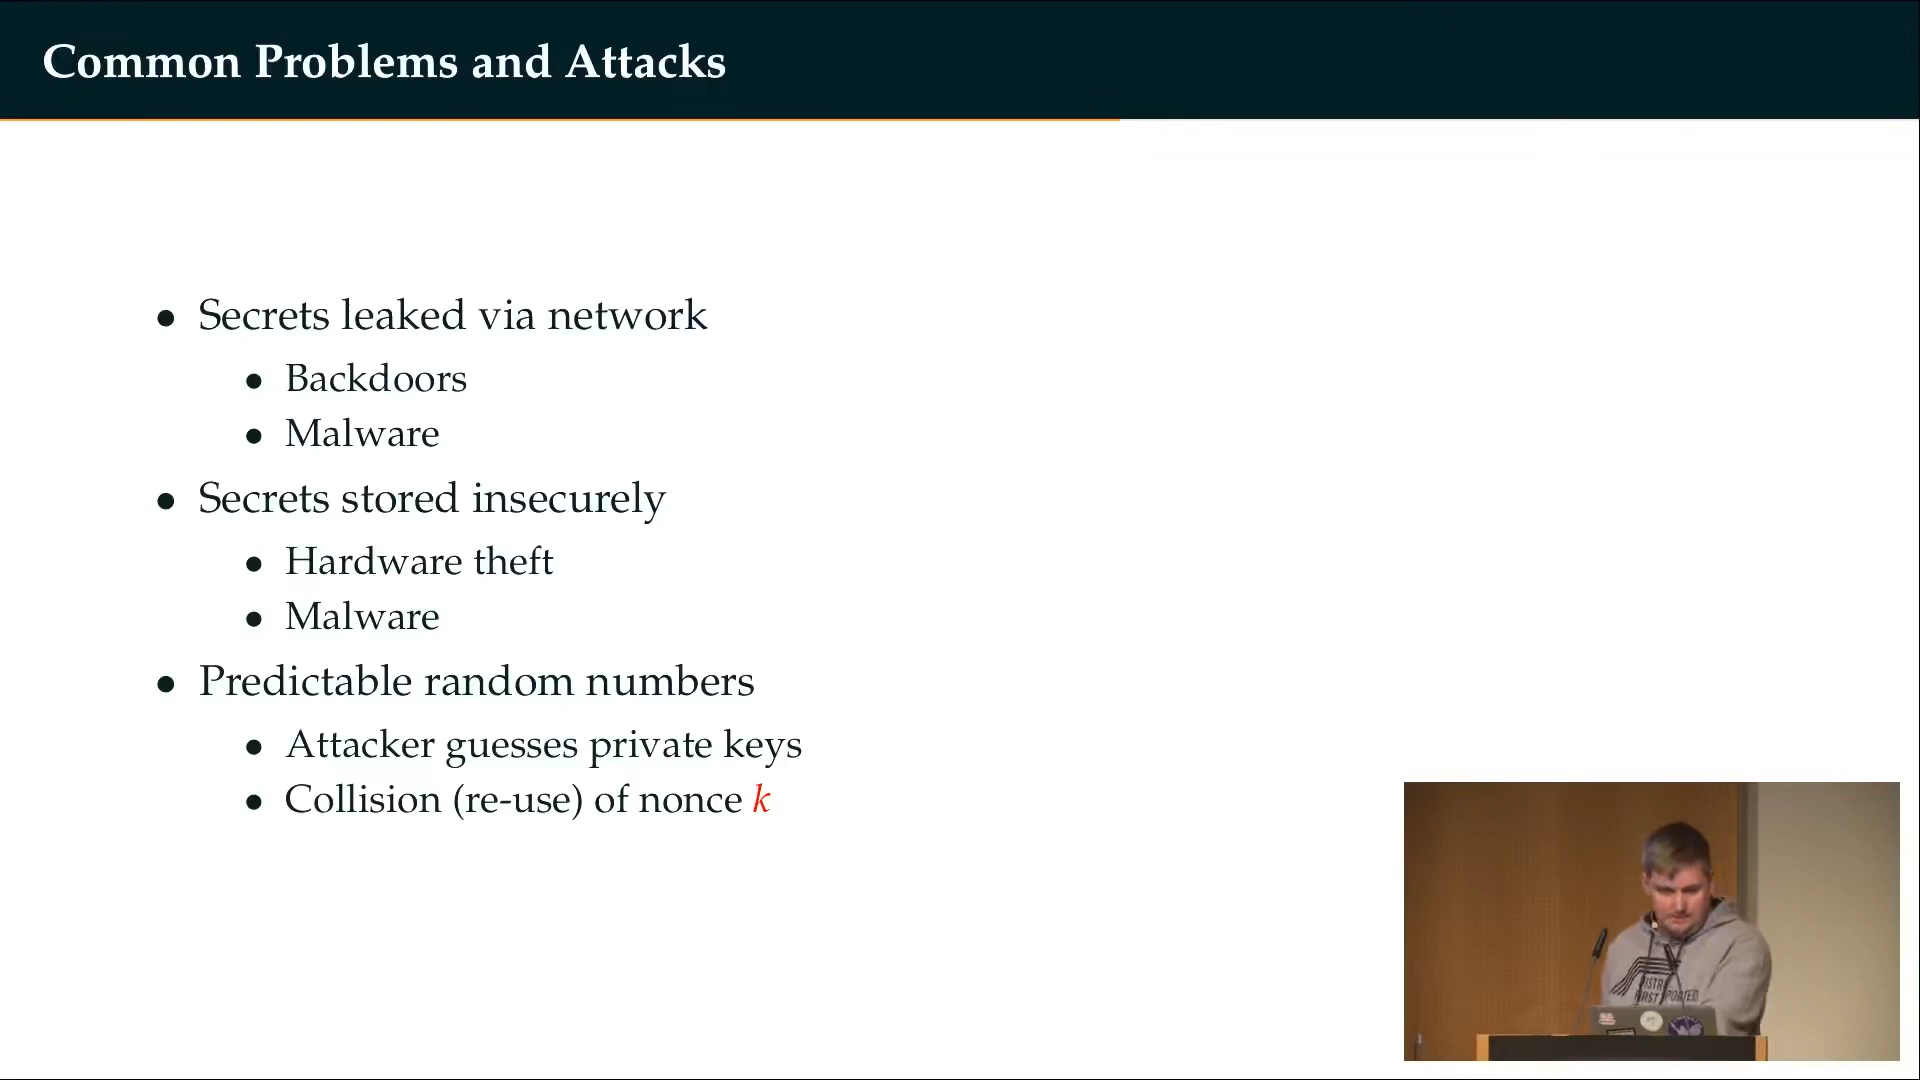 Common Problems and Attacks
• Secrets leaked via network
• Backdoors
• Malware
• Secrets stored insecurely
• Hardware theft
• Malware
• Predictable random numbers
• Attacker guesses private keys
• Collision (re-use) of nonce k